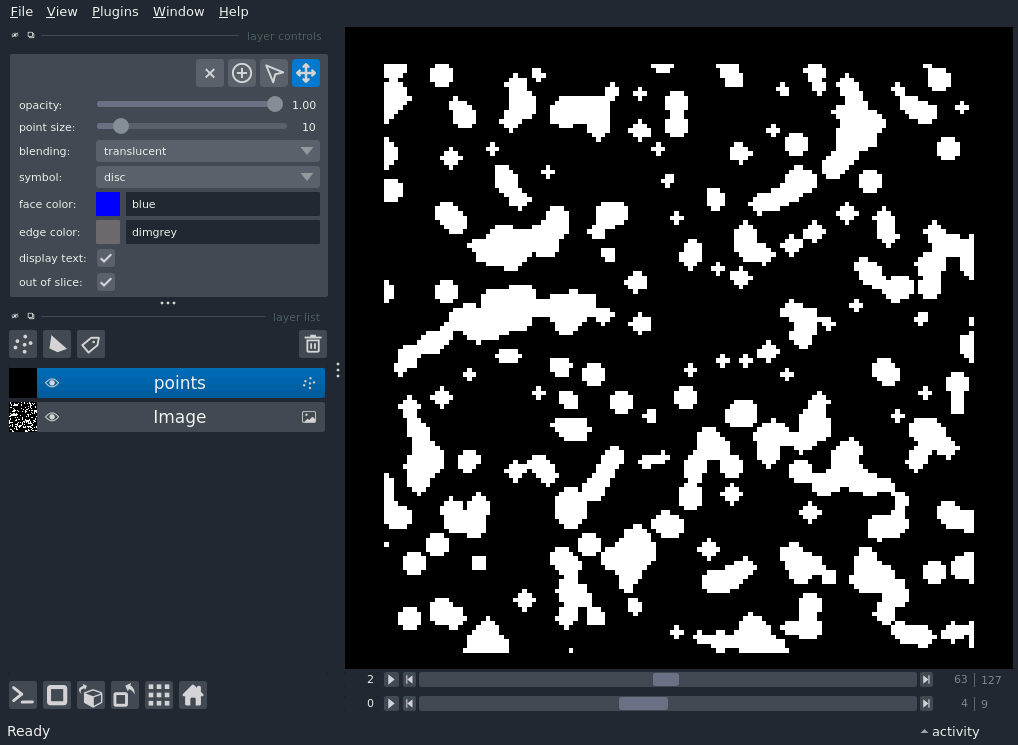 File View Plugins Window Help
layer controls
opacity: 1.00
point size: 10
blending: translucent
symbol: disc
face color: blue
edge color: dimgrey
display text:
out of slice:
layer list
points
Image
2 63 127
0 4 9
Ready activity